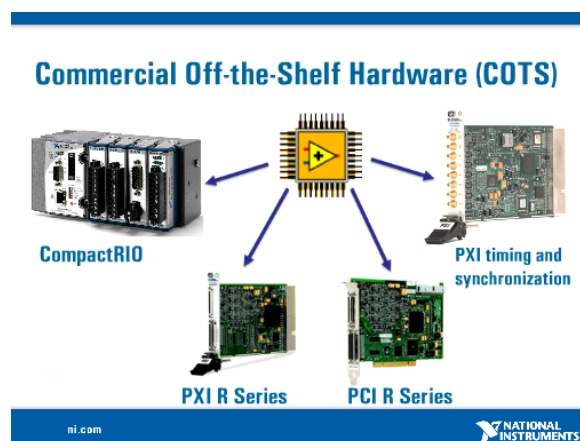 Commercial Off-the-Shelf Hardware (COTS)
CompactRIO
PXI timing and
synchronization
PXI R Series
PCI R Series
ni.com
NATIONAL
INSTRUMENTS